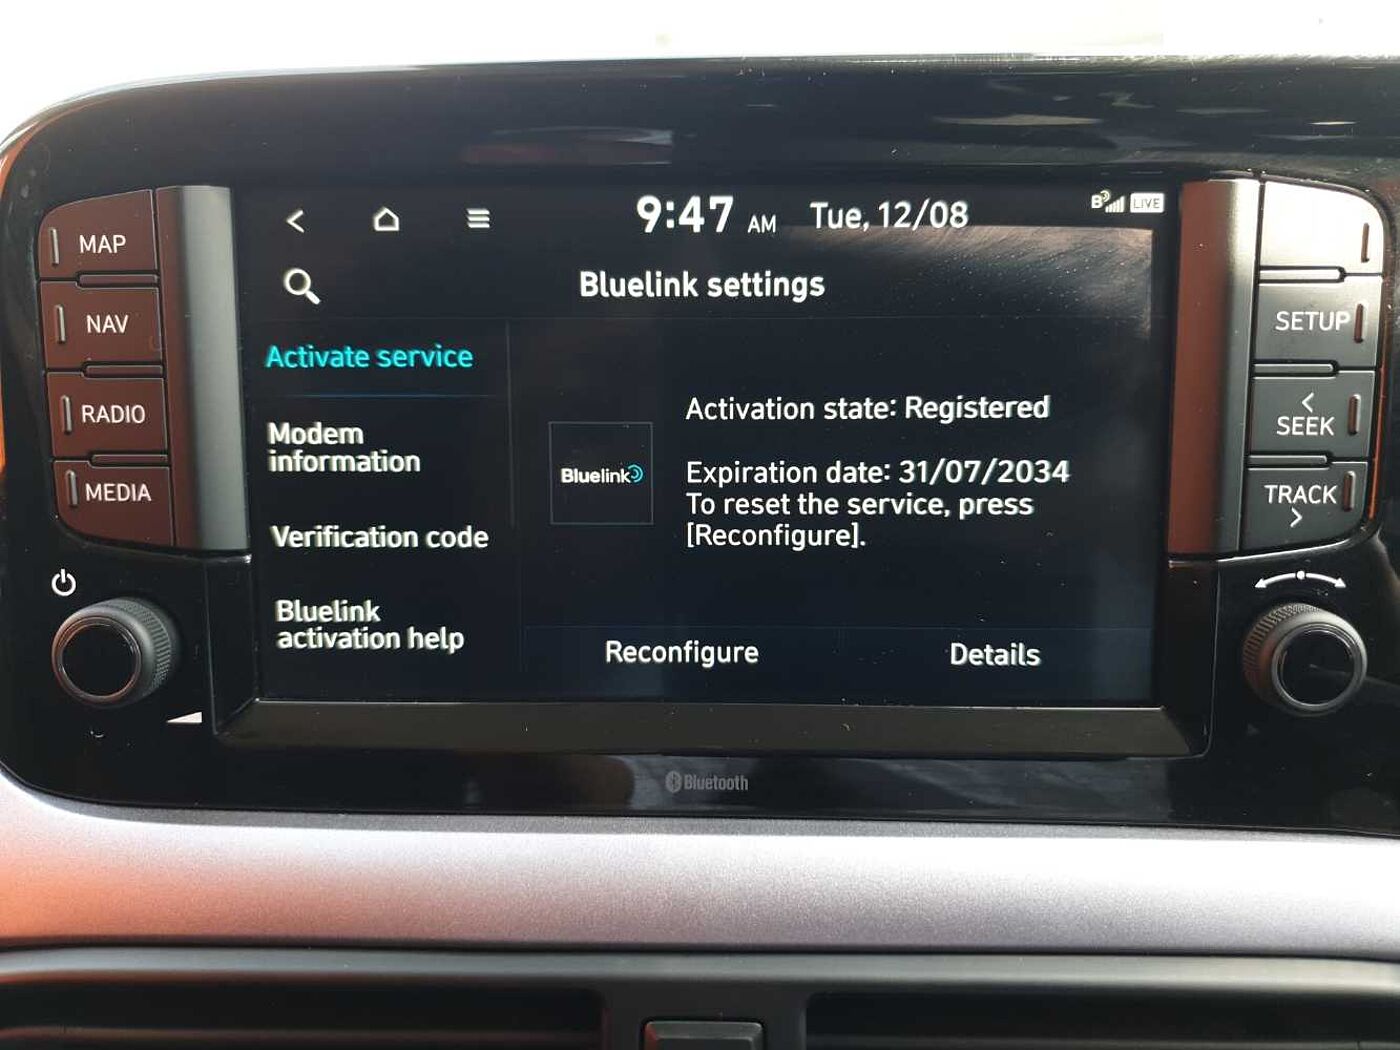 9:47 AM Tue, 12/08
B LIVE
Bluelink settings
MAP
NAV
RADIO
MEDIA
Activate service
Modem
information
Verification code
Bluelink
activation help
Bluelink
Activation state: Registered
Expiration date: 31/07/2034
To reset the service, press
[Reconfigure].
Reconfigure
Details
SETUP
<
SEEK
TRACK
>
Bluetooth